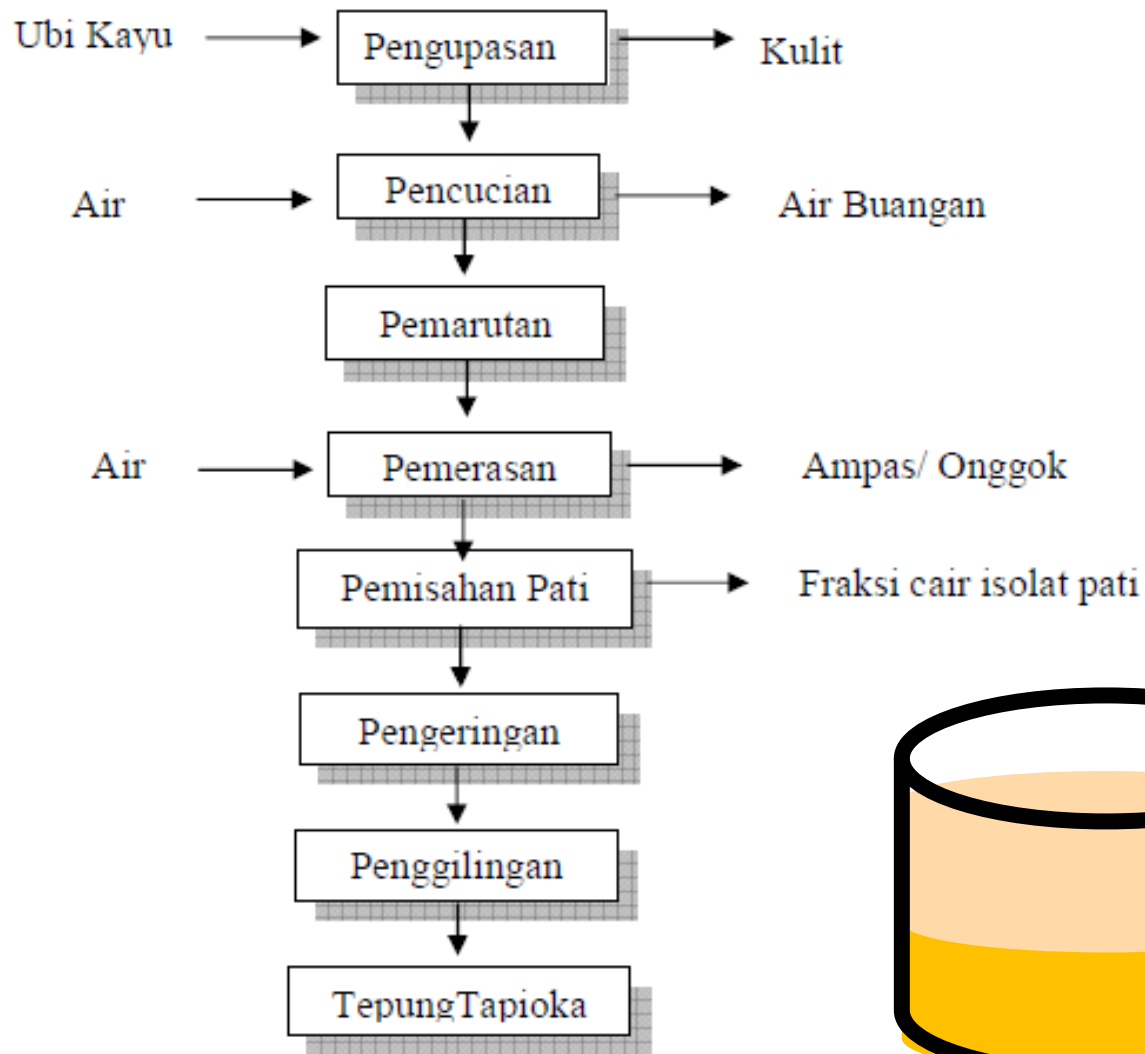 Ubi Kayu
Pengupasan
Kulit
Air
Pencucian
Air Buangan
Pemarutan
Air
Pemerasan
Ampas/ Onggok
Pemisahan Pati
Fraksi cair isolat pati
Pengeringan
Penggilingan
TepungTapioka